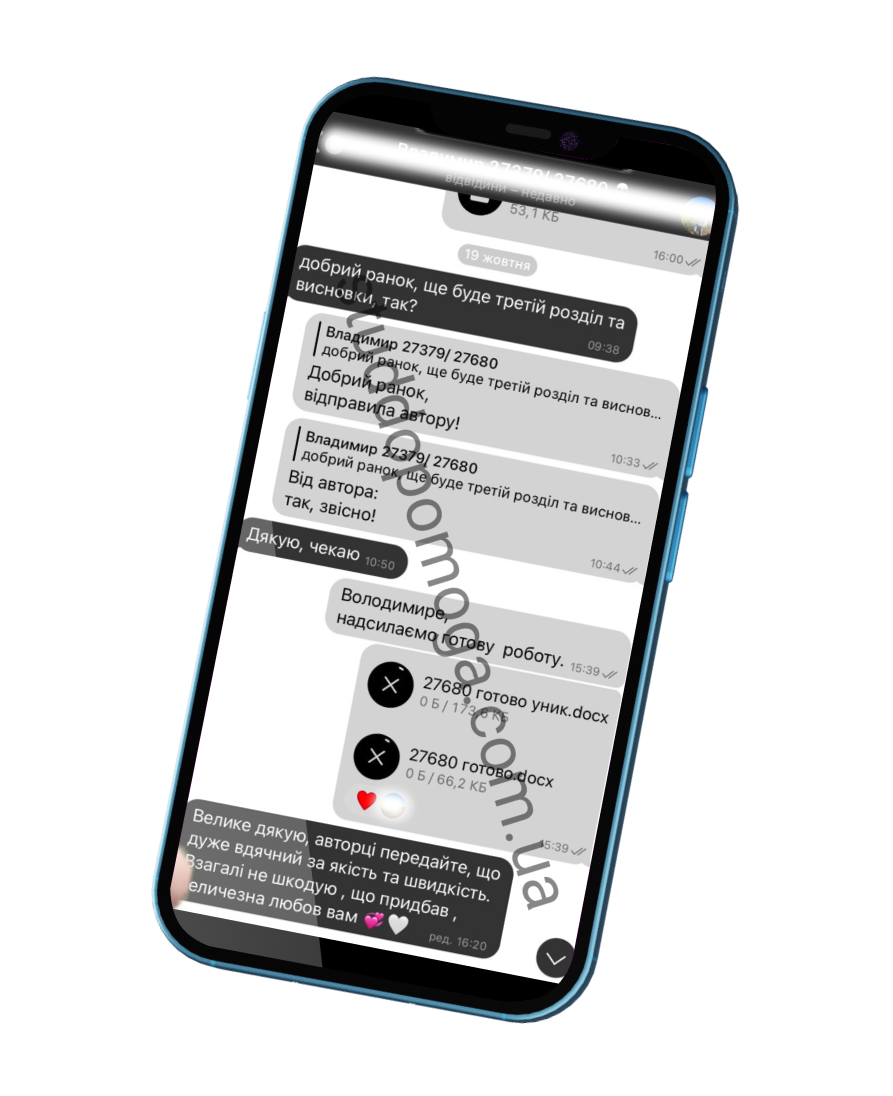 Владимир 27379/ 27680
відвідини – недавно
53,1 КБ
16:00
19 жовтня
добрий ранок, ще буде третій розділ та
висновки, так?
09:38
Владимир 27379/ 27680
добрий ранок, ще буде третій розділ та виснов...
Добрий ранок,
відправила автору!
10:33
Владимир 27379/ 27680
добрий ранок, ще буде третій розділ та виснов...
Від автора:
так, звісно!
10:44
Дякую, чекаю 10:50
Володимире,
надсилаємо готову роботу. 15:39
27680 готово уник.docx
0 Б / 173,6 КБ
27680 готово.docx
0 Б / 66,2 КБ
15:39
Велике дякую, авторці передайте, що
дуже вдячний за якість та швидкість.
Взагалі не шкодую , що придбав ,
еличезна любов вам
ред. 16:20
studdopomoga.com.ua